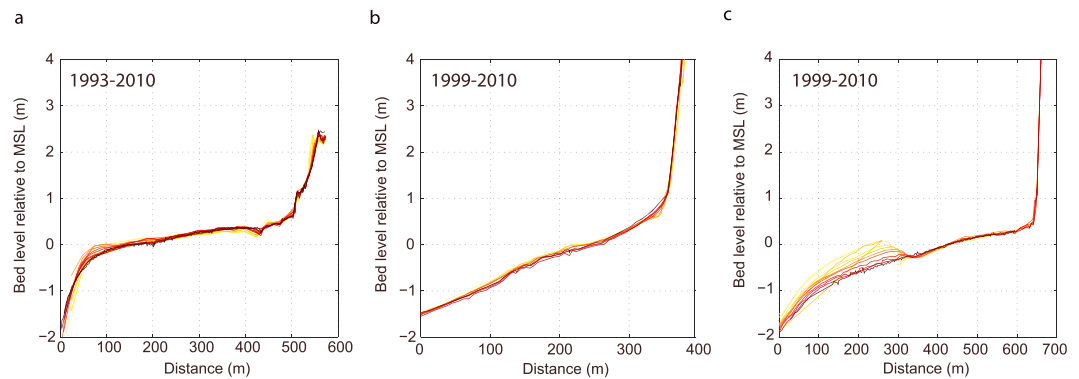 a
b
c
1993-2010
1999-2010
1999-2010
Bed level relative to MSL (m)
4
3
2
1
0
−1
−2
0 100 200 300 400 500 600
Distance (m)
Bed level relative to MSL (m)
4
3
2
1
0
−1
−2
0 100 200 300 400
Distance (m)
Bed level relative to MSL (m)
4
3
2
1
0
−1
−2
0 100 200 300 400 500 600 700
Distance (m)